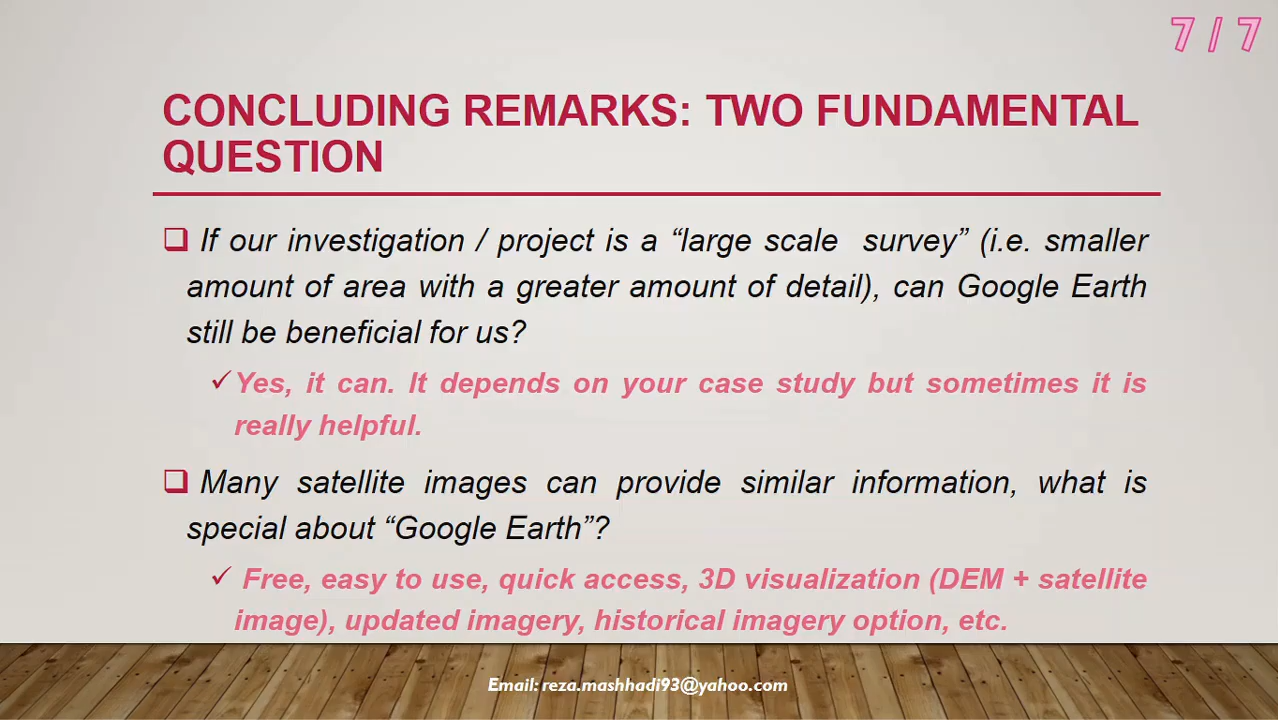 7 / 7
CONCLUDING REMARKS: TWO FUNDAMENTAL
QUESTION
If our investigation / project is a “large scale survey” (i.e. smaller
amount of area with a greater amount of detail), can Google Earth
still be beneficial for us?
Yes, it can. It depends on your case study but sometimes it is
really helpful.
Many satellite images can provide similar information, what is
special about “Google Earth”?
Free, easy to use, quick access, 3D visualization (DEM + satellite
image), updated imagery, historical imagery option, etc.
Email: reza.mashhadi93@yahoo.com